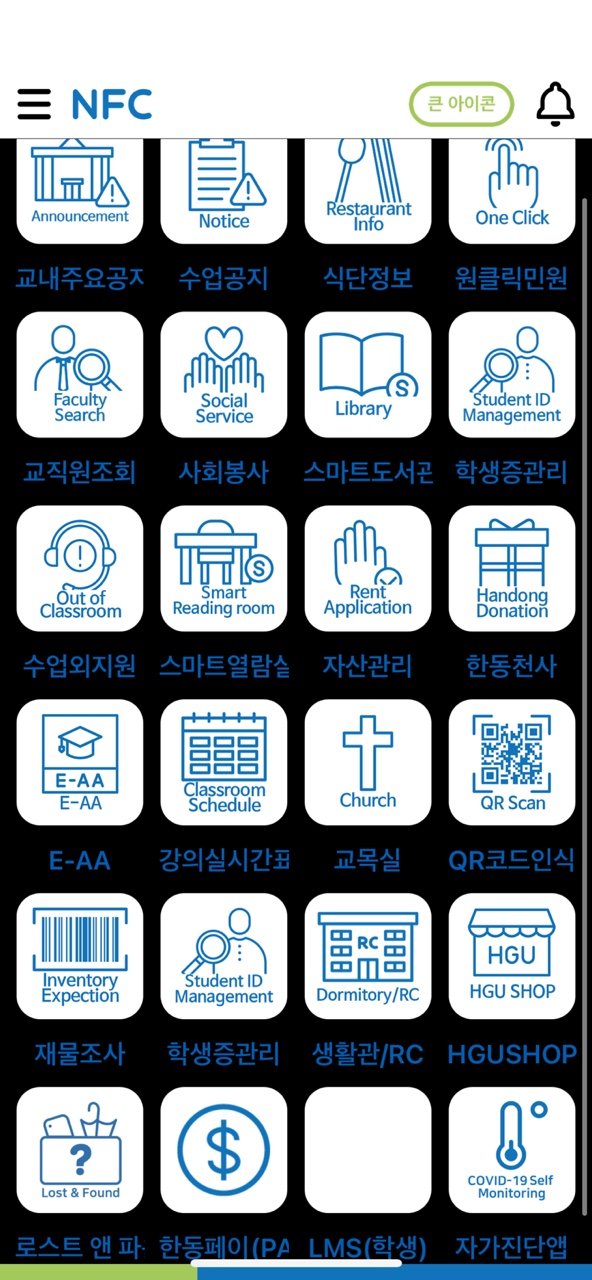 NFC
큰 아이콘
Announcement
Notice
Restaurant
Info
One Click
교내주요공지
수업공지
식단정보
원클릭민원
Faculty
Search
Social
Service
Library
S
Student ID
Management
교직원조회
사회봉사
스마트도서관
학생증관리
Out of
Classroom
S
Smart
Reading room
Rent
Application
Handong
Donation
수업외지원
스마트열람실
자산관리
한동천사
E-AA
E-AA
Classroom
Schedule
Church
QR Scan
E-AA
강의실시간표
교목실
QR코드인식
Inventory
Expection
Student ID
Management
RC
Dormitory/RC
HGU
HGU SHOP
재물조사
학생증관리
생활관/RC
HGUSHOP
?
Lost & Found
$
COVID-19 Self
Monitoring
로스트 앤 파
한동페이(PA
LMS(학생)
자가진단앱